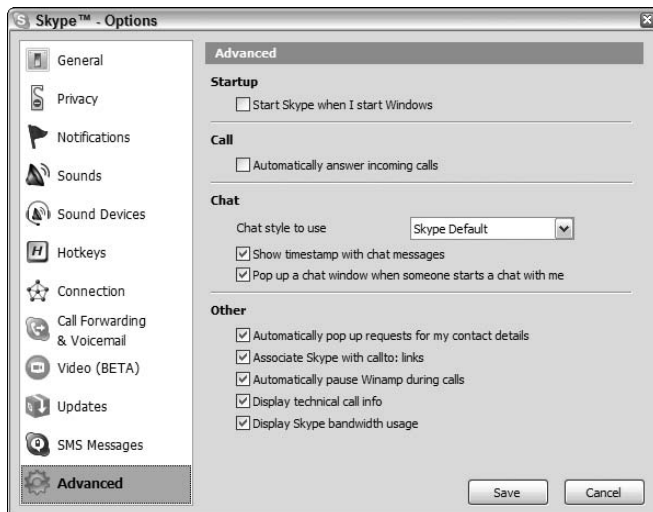 Skype™ - Options
General
Privacy
Notifications
Sounds
Sound Devices
Hotkeys
Connection
Call Forwarding
& Voicemail
Video (BETA)
Updates
SMS Messages
Advanced
Advanced
Startup
Start Skype when I start Windows
Call
Automatically answer incoming calls
Chat
Chat style to use Skype Default
Show timestamp with chat messages
Pop up a chat window when someone starts a chat with me
Other
Automatically pop up requests for my contact details
Associate Skype with callto: links
Automatically pause Winamp during calls
Display technical call info
Display Skype bandwidth usage
Save Cancel